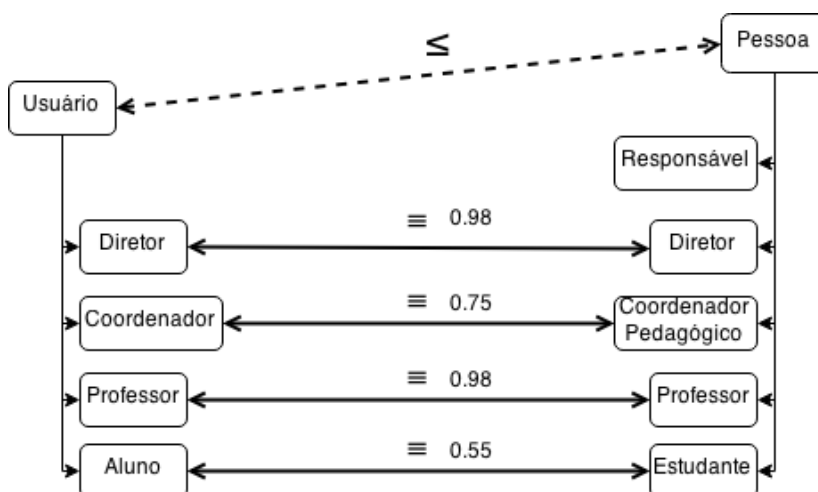 ≤
Pessoa
Usuário
Responsável
Diretor
≡ 0.98
Diretor
Coordenador
≡ 0.75
Coordenador
Pedagógico
Professor
≡ 0.98
Professor
Aluno
≡ 0.55
Estudante